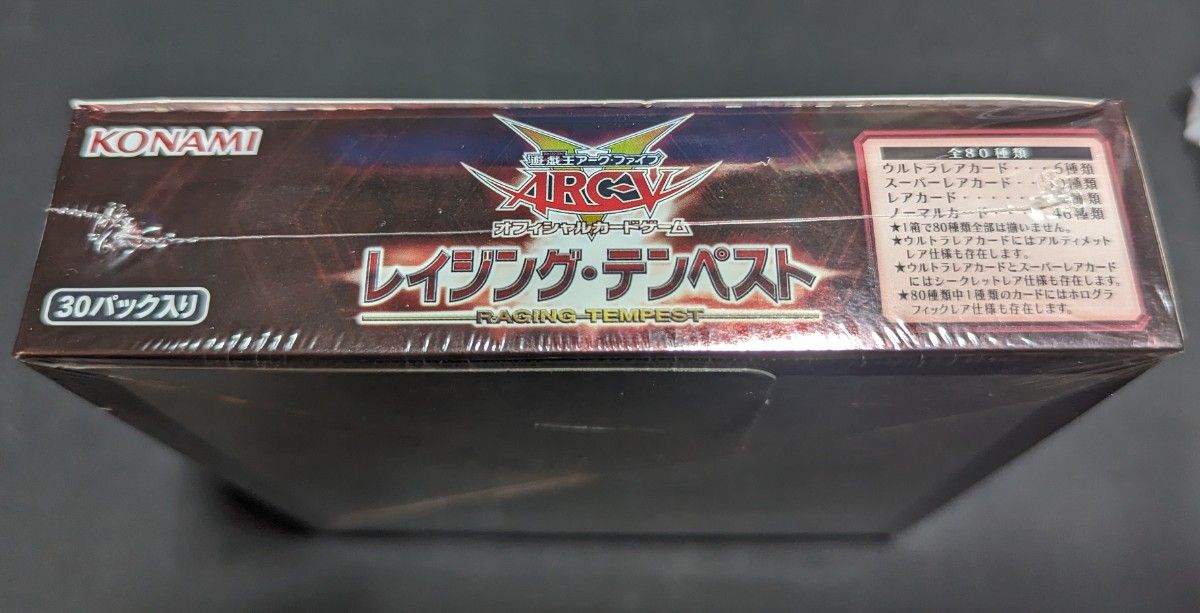 KONAMI
遊戯王アーク・ファイブ
ARC-V
オフィシャルカードゲーム
レイジング・テンペスト
RAGING TEMPEST
30パック入り
全80種類
ウルトラレアカード・・・6種類
スーパーレアカード・・
レアカード・・・・・・
ノーマルカード・・・・46種類
★1箱で80種類全部は揃いません。
★ウルトラレアカードにはアルティメット
レア仕様も存在します。
★ウルトラレアカードとスーパーレアカード
にはシークレットレア仕様も存在します。
★80種類中1種類のカードにはホログラ
フィックレア仕様も存在します。